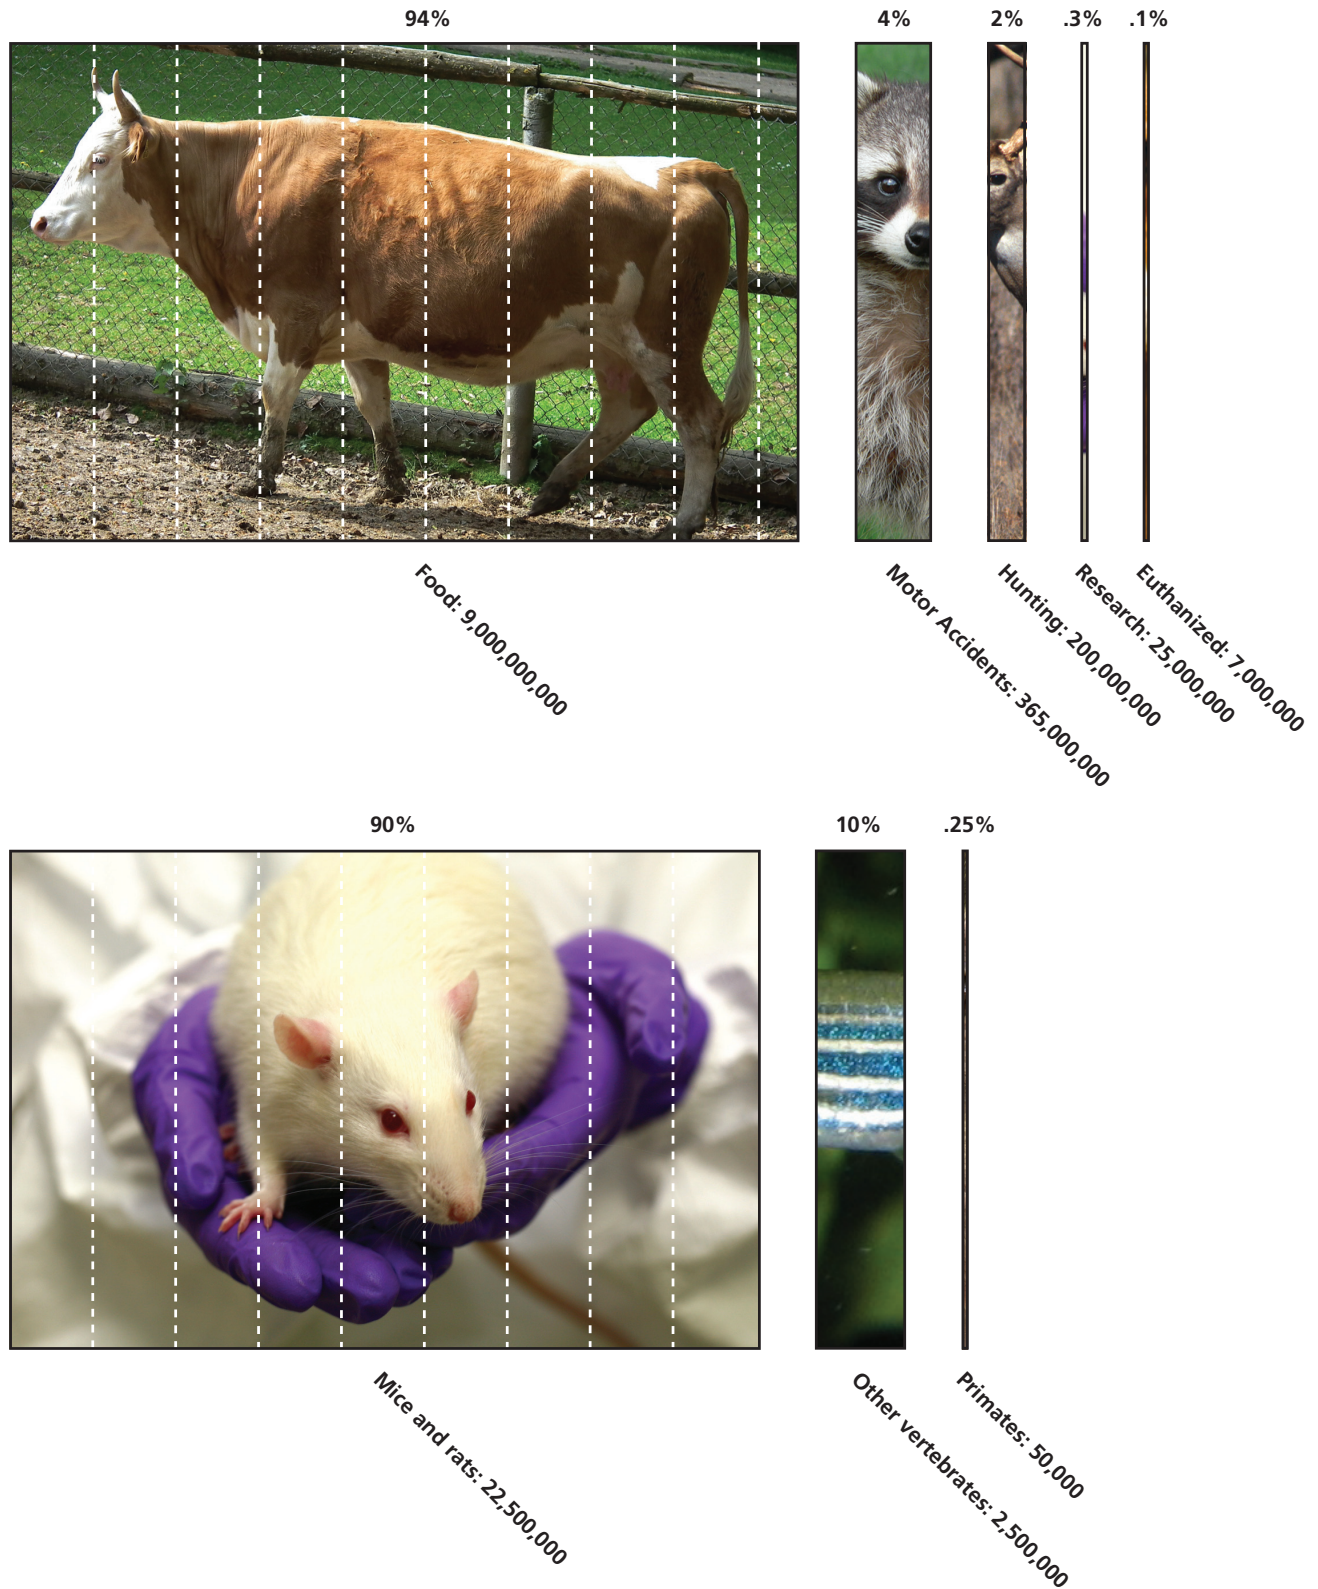 94%
4%
2%
.3%
.1%
Food: 9,000,000,000
Motor Accidents: 365,000,000
Hunting: 200,000,000
Research: 25,000,000
Euthanized: 7,000,000
90%
10%
.25%
Mice and rats: 22,500,000
Other vertebrates: 2,500,000
Primates: 50,000